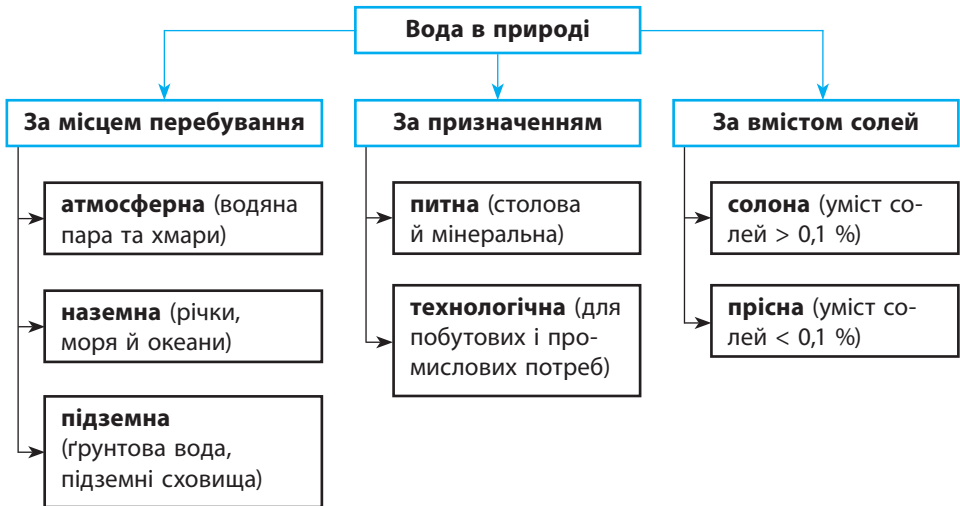 Вода в природі
За місцем перебування
атмосферна (водяна
пара та хмари)
наземна (річки,
моря й океани)
підземна
(ґрунтова вода,
підземні сховища)
За призначенням
питна (столова
й мінеральна)
технологічна (для
побутових і про-
мислових потреб)
За вмістом солей
солона (уміст со-
лей > 0,1 %)
прісна (уміст со-
лей < 0,1 %)